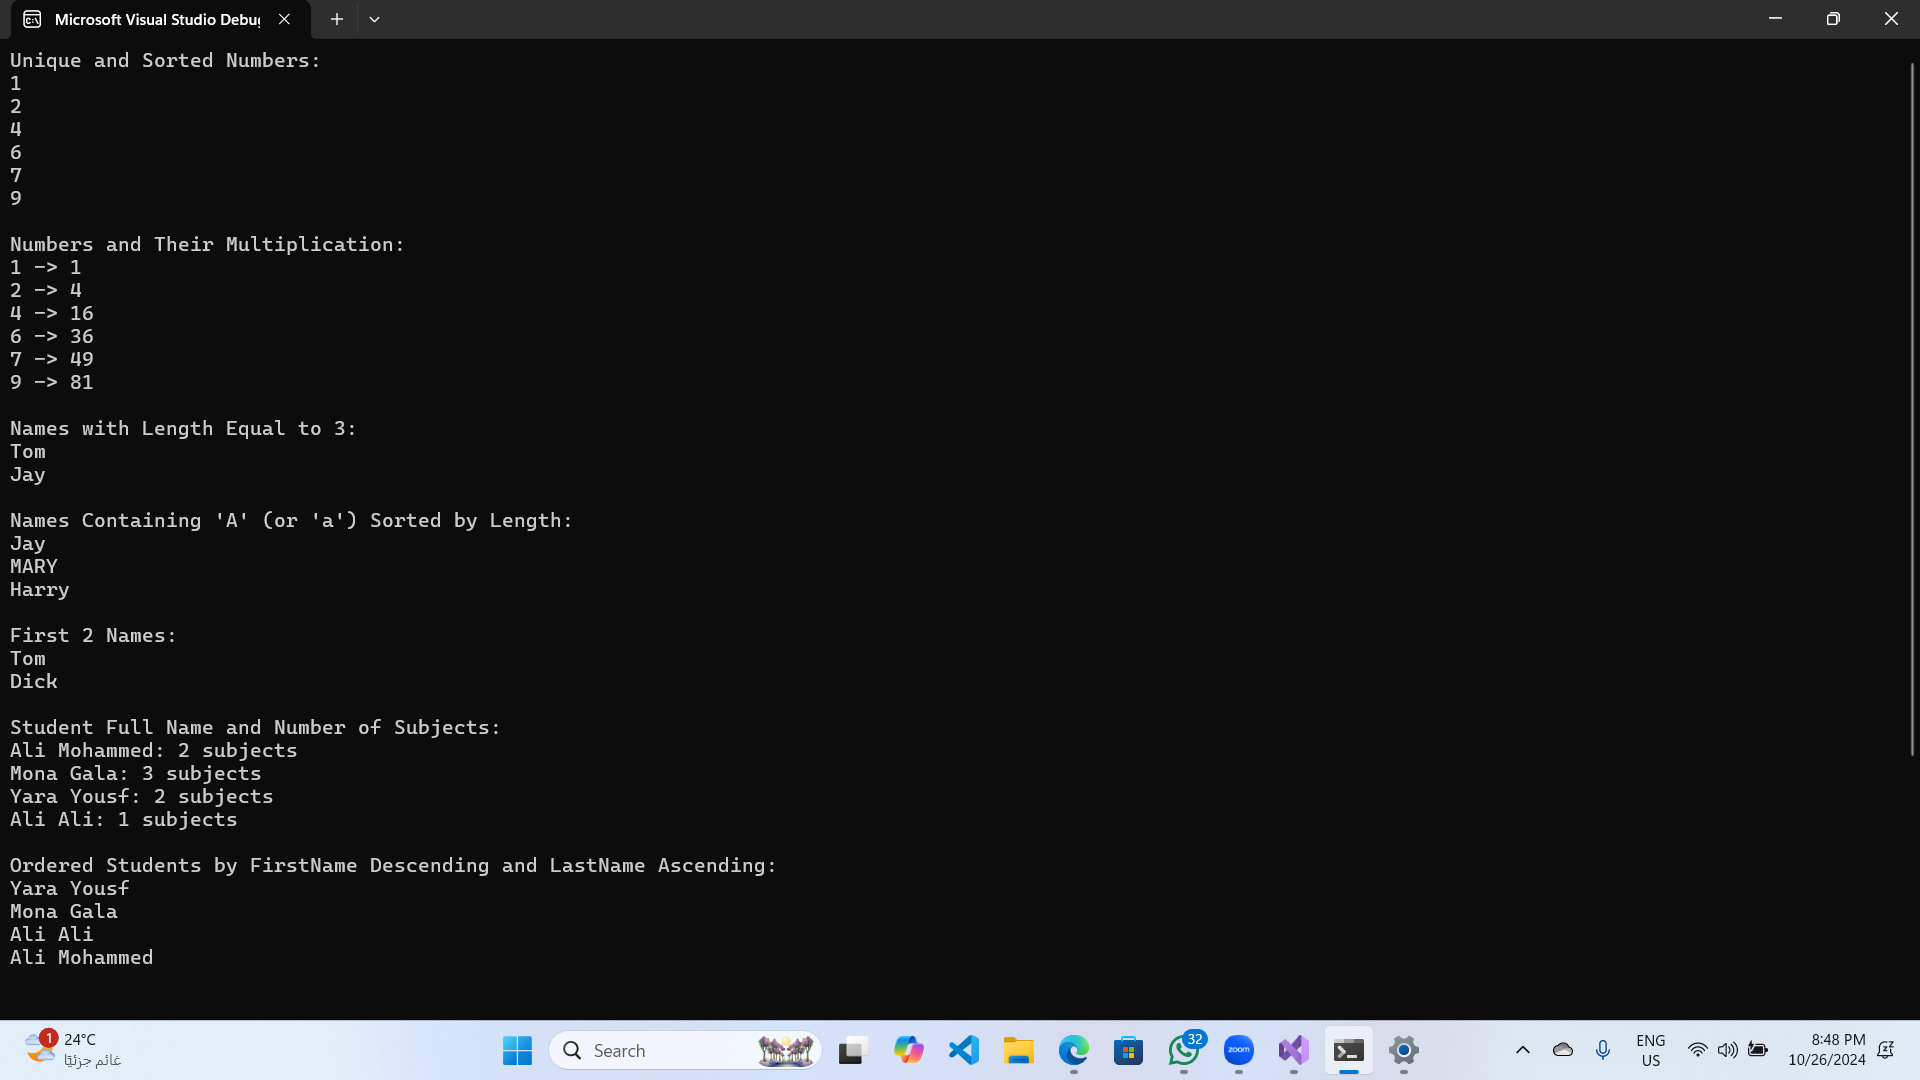 Microsoft Visual Studio Debug
Unique and Sorted Numbers:
1
2
4
6
7
9
Numbers and Their Multiplication:
1 -> 1
2 -> 4
4 -> 16
6 -> 36
7 -> 49
9 -> 81
Names with Length Equal to 3:
Tom
Jay
Names Containing 'A' (or 'a') Sorted by Length:
Jay
MARY
Harry
First 2 Names:
Tom
Dick
Student Full Name and Number of Subjects:
Ali Mohammed: 2 subjects
Mona Gala: 3 subjects
Yara Yousf: 2 subjects
Ali Ali: 1 subjects
Ordered Students by FirstName Descending and LastName Ascending:
Yara Yousf
Mona Gala
Ali Ali
Ali Mohammed
1
24°C
غائم جزئيًا
Search
32
zoom
ENG
US
8:48 PM
10/26/2024